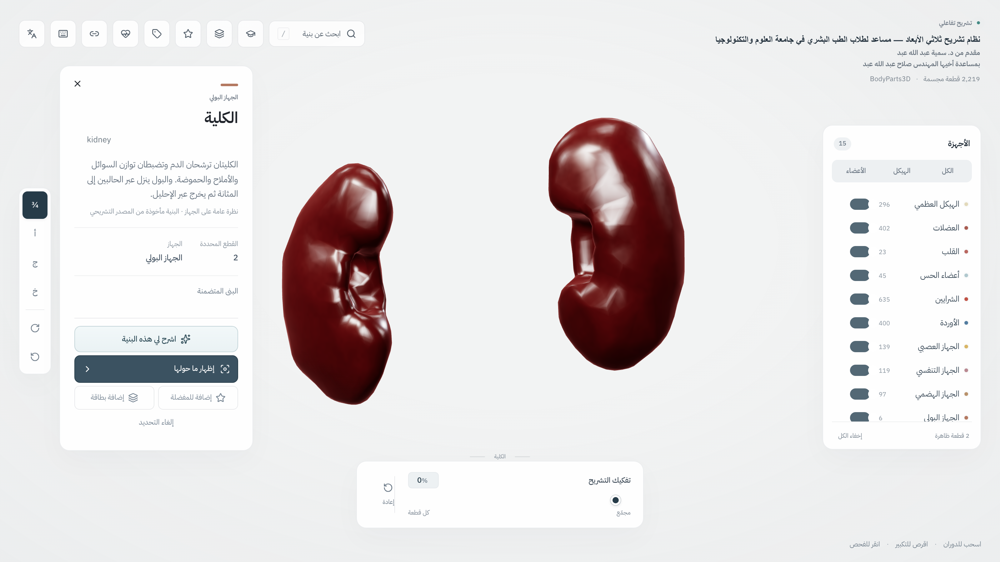 تشريح تفاعلي
نظام تشريح ثلاثي الأبعاد — مساعد لطلاب الطب البشري في جامعة العلوم والتكنولوجيا
مقدم من د. سمية عبد الله عبد
بمساعدة أخيها المهندس صلاح عبد الله عبد
2,219 قطعة مجسمة · BodyParts3D
ابحث عن بنية /
الأجهزة 15
الكل الهيكل الأعضاء
الهيكل العظمي 296
العضلات 402
القلب 23
أعضاء الحس 45
الشرايين 635
الأوردة 400
الجهاز العصبي 139
الجهاز التنفسي 119
الجهاز الهضمي 97
الجهاز البولي 6
2 قطعة ظاهرة إخفاء الكل
الجهاز البولي
الكلية
kidney
الكليتان ترشحان الدم وتضبطان توازن السوائل
والأملاح والحموضة. والبول ينزل عبر الحالبين إلى
المثانة ثم يخرج عبر الإحليل.
نظرة عامة على الجهاز · البنية مأخوذة من المصدر التشريحي
القطع المحددة الجهاز
2 الجهاز البولي
البنى المتضمنة
اشرح لي هذه البنية
إظهار ما حولها
إضافة للمفضلة إضافة بطاقة
إلغاء التحديد
¾
أ
ج
خ
الكلية
تفكيك التشريح 0%
إعادة
مجمّع كل قطعة
اسحب للدوران · اقرص للتكبير · انقر للفحص